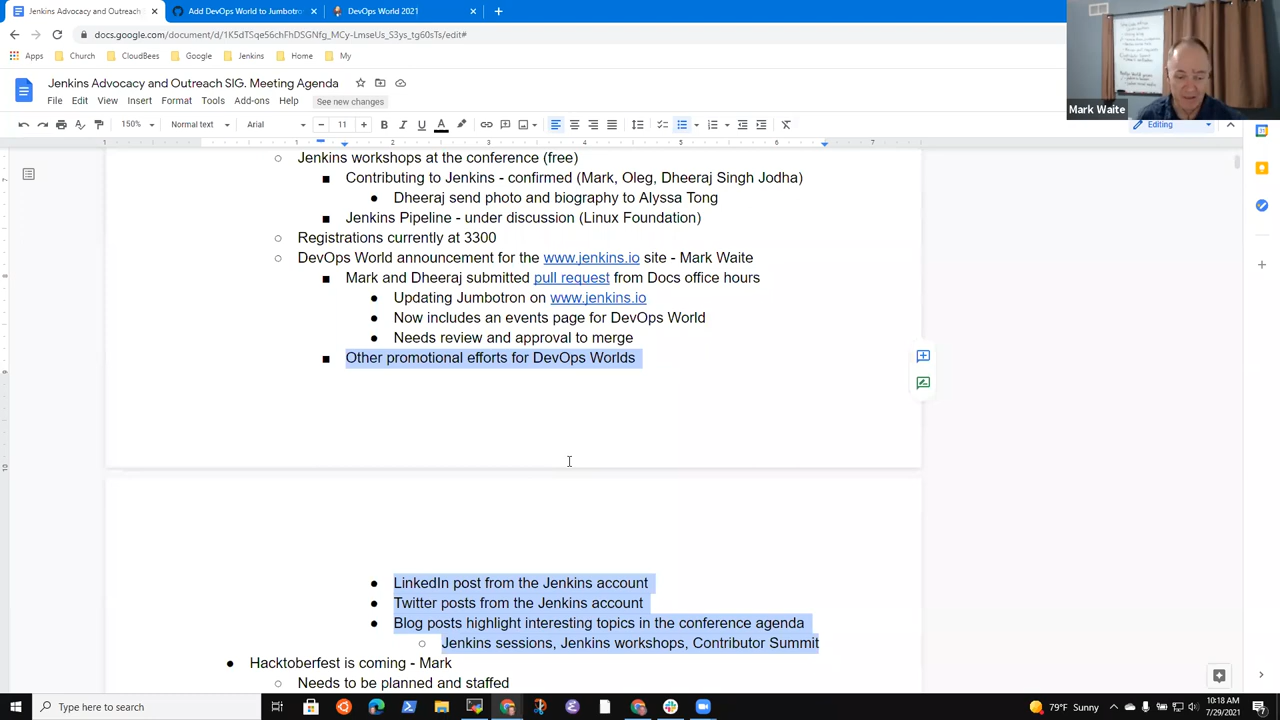 Jenkins Advocacy and Outreach
Add DevOps World to Jumbotro
DevOps World 2021
docs.google.com/document/d/1K5dTSqe56chFhDSGNfg_MCy-LmseUs_S3ys_tg5tPTgtnyE/edit#
Apps
Church
CloudBees
Google
Jenkins
Home
My
Jenkins Advocacy and Outreach SIG. Meeting Agenda
File Edit View Insert Format Tools Add-ons Help See new changes
150% Normal text Arial 11 Editing
Mark Waite
1 1 2 3 4 5 6 7
Jenkins workshops at the conference (free)
Contributing to Jenkins - confirmed (Mark, Oleg, Dheeraj Singh Jodha)
Dheeraj send photo and biography to Alyssa Tong
Jenkins Pipeline - under discussion (Linux Foundation)
Registrations currently at 3300
DevOps World announcement for the www.jenkins.io site - Mark Waite
Mark and Dheeraj submitted pull request from Docs office hours
Updating Jumbotron on www.jenkins.io
Now includes an events page for DevOps World
Needs review and approval to merge
Other promotional efforts for DevOps Worlds
LinkedIn post from the Jenkins account
Twitter posts from the Jenkins account
Blog posts highlight interesting topics in the conference agenda
Jenkins sessions, Jenkins workshops, Contributor Summit
Hacktoberfest is coming - Mark
Needs to be planned and staffed
Type here to search
79°F Sunny
10:18 AM
7/29/2021